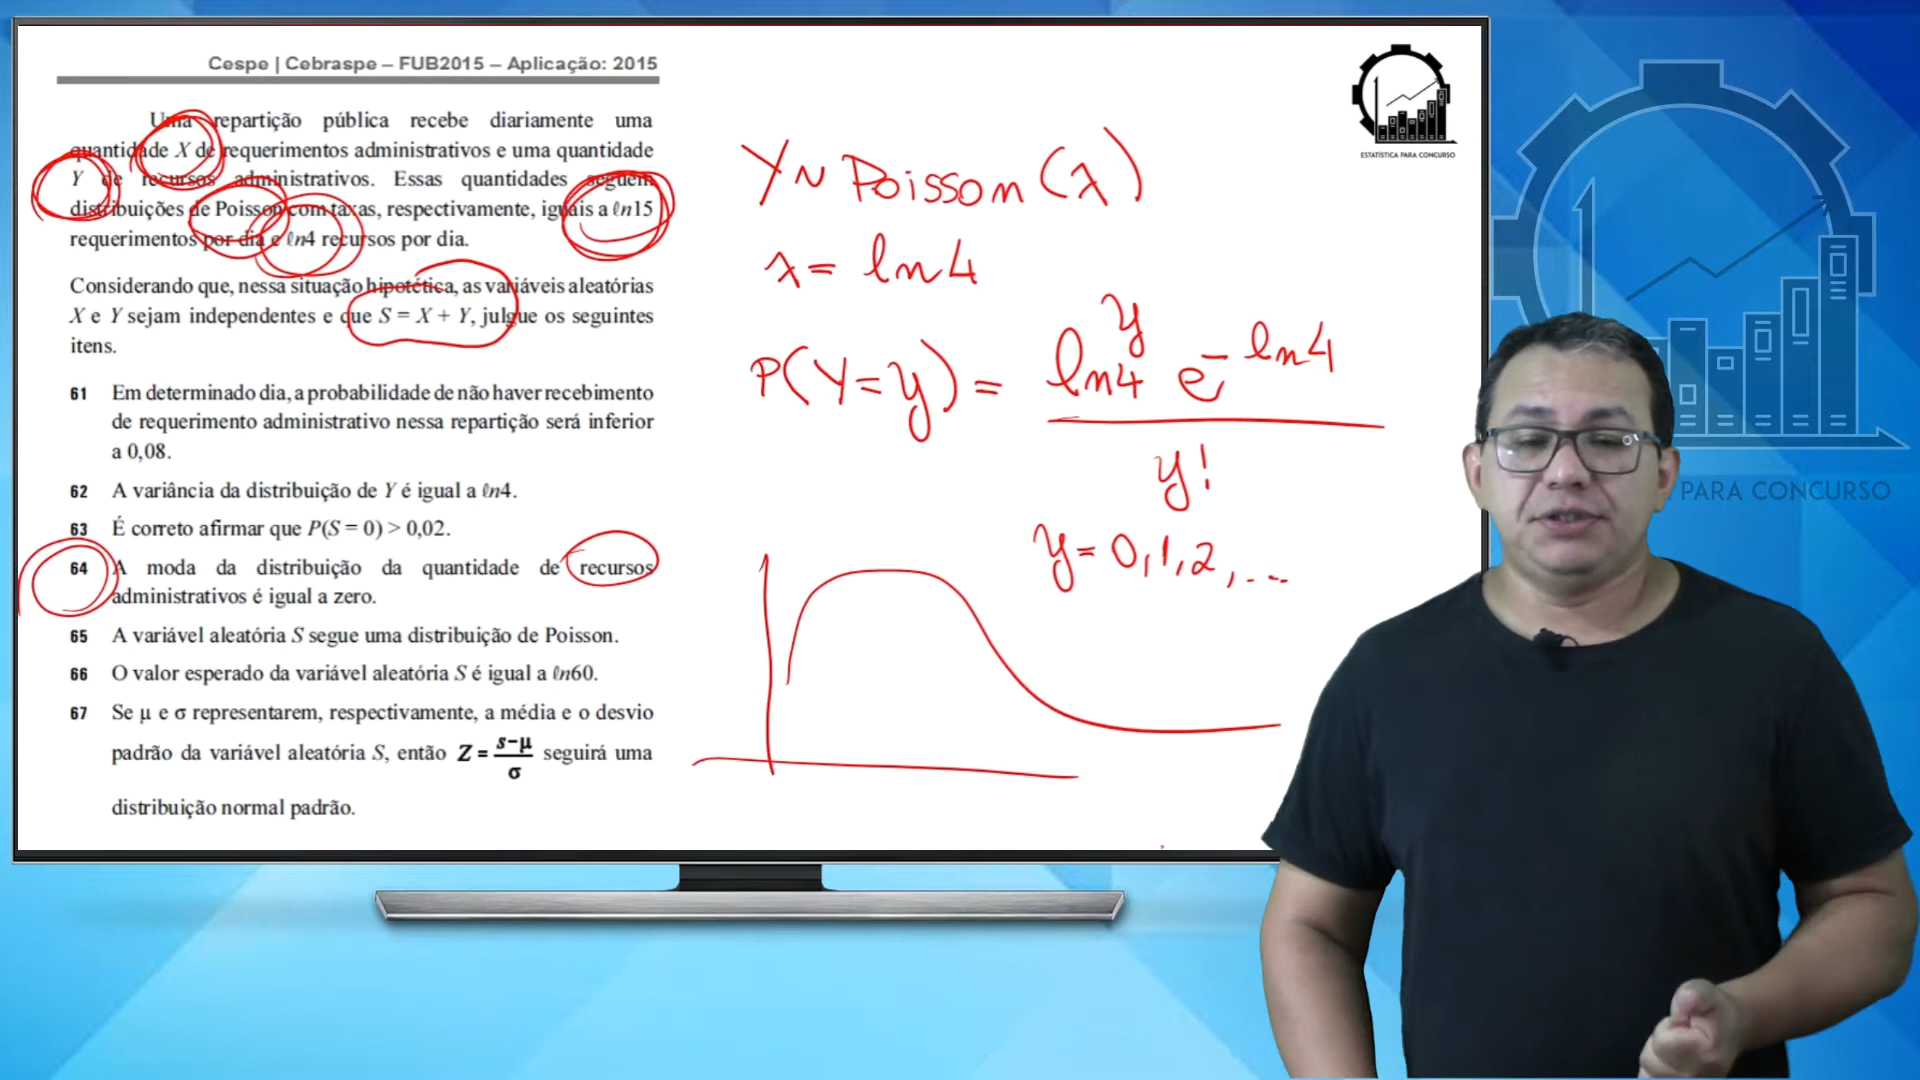 Cespe | Cebraspe – FUB2015 – Aplicação: 2015
Uma repartição pública recebe diariamente uma
quantidade X de requerimentos administrativos e uma quantidade
Y de recursos administrativos. Essas quantidades seguem
distribuições de Poisson com taxas, respectivamente, iguais a ℓn15
requerimentos por dia e ℓn4 recursos por dia.
Considerando que, nessa situação hipotética, as variáveis aleatórias
X e Y sejam independentes e que S = X + Y, julgue os seguintes
itens.
61 Em determinado dia, a probabilidade de não haver recebimento
de requerimento administrativo nessa repartição será inferior
a 0,08.
62 A variância da distribuição de Y é igual a ℓn4.
63 É correto afirmar que P(S = 0) > 0,02.
64 A moda da distribuição da quantidade de recursos
administrativos é igual a zero.
65 A variável aleatória S segue uma distribuição de Poisson.
66 O valor esperado da variável aleatória S é igual a ℓn60.
67 Se μ e σ representarem, respectivamente, a média e o desvio
padrão da variável aleatória S, então Z = (s-μ)/σ seguirá uma
distribuição normal padrão.
Y ~ Poisson (λ)
λ = ln 4
P(Y=y) = ln4^y e^-ln4
y!
y = 0, 1, 2, ...
ESTATÍSTICA PARA CONCURSO
PARA CONCURSO